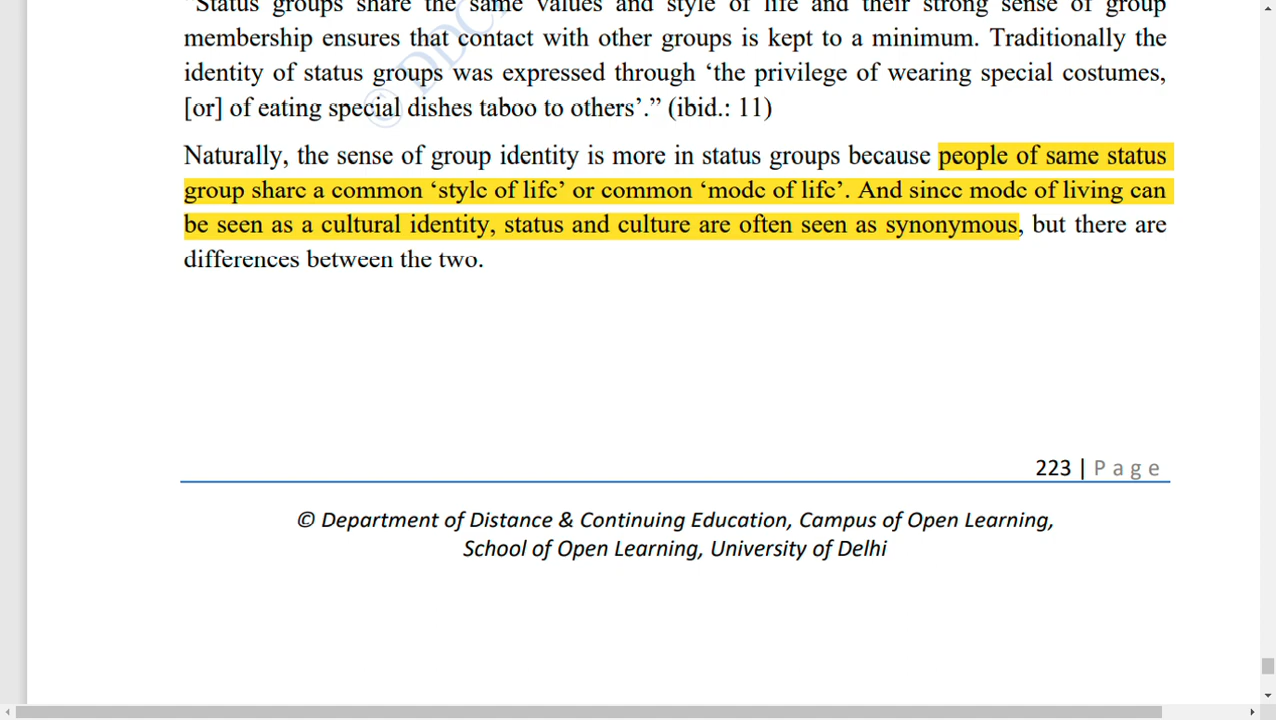 "Status groups share the same values and style of life and their strong sense of group
membership ensures that contact with other groups is kept to a minimum. Traditionally the
identity of status groups was expressed through ‘the privilege of wearing special costumes,
[or] of eating special dishes taboo to others’.” (ibid.: 11)
Naturally, the sense of group identity is more in status groups because people of same status
group share a common ‘style of life’ or common ‘mode of life’. And since mode of living can
be seen as a cultural identity, status and culture are often seen as synonymous, but there are
differences between the two.
223 | Page
© Department of Distance & Continuing Education, Campus of Open Learning,
School of Open Learning, University of Delhi